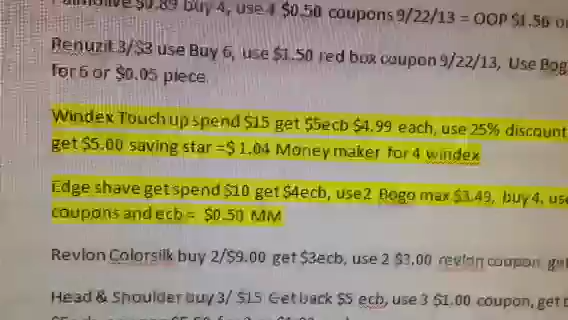 $0.89 buy 4, use 4 $0.50 coupons 9/22/13 = OOP $1.56
Renuzit 3/$3 use Buy 6, use $1.50 red box coupon 9/22/13, Use Bog
for 6 or $0.05 piece.
Windex Touch up spend $15 get $5ecb $4.99 each, use 25% discount
get $5.00 saving star =$1.04 Money maker for 4 windex
Edge shave get spend $10 get $4ecb, use2 Bogo max $3.49, buy 4, use
coupons and ecb = $0.50 MM
Revlon Colorsilk buy 2/$9.00 get $3ecb, use 2 $3.00 revlon coupon, get
Head & Shoulder buy 3/ $15 Get back $5 ecb, use 3 $1.00 coupon, get